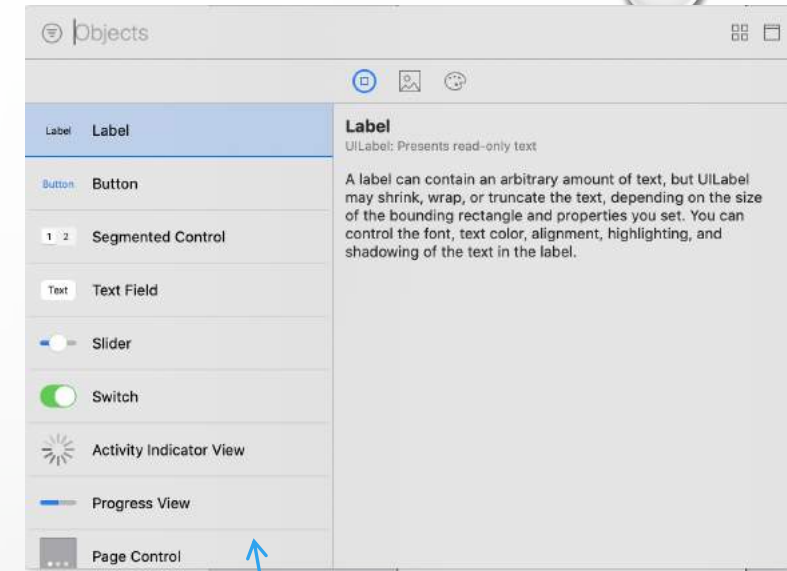 Objects
Label Label
Button Button
1 2 Segmented Control
Text Text Field
Slider
Switch
Activity Indicator View
Progress View
Page Control
Label
UILabel: Presents read-only text
A label can contain an arbitrary amount of text, but UILabel
may shrink, wrap, or truncate the text, depending on the size
of the bounding rectangle and properties you set. You can
control the font, text color, alignment, highlighting, and
shadowing of the text in the label.